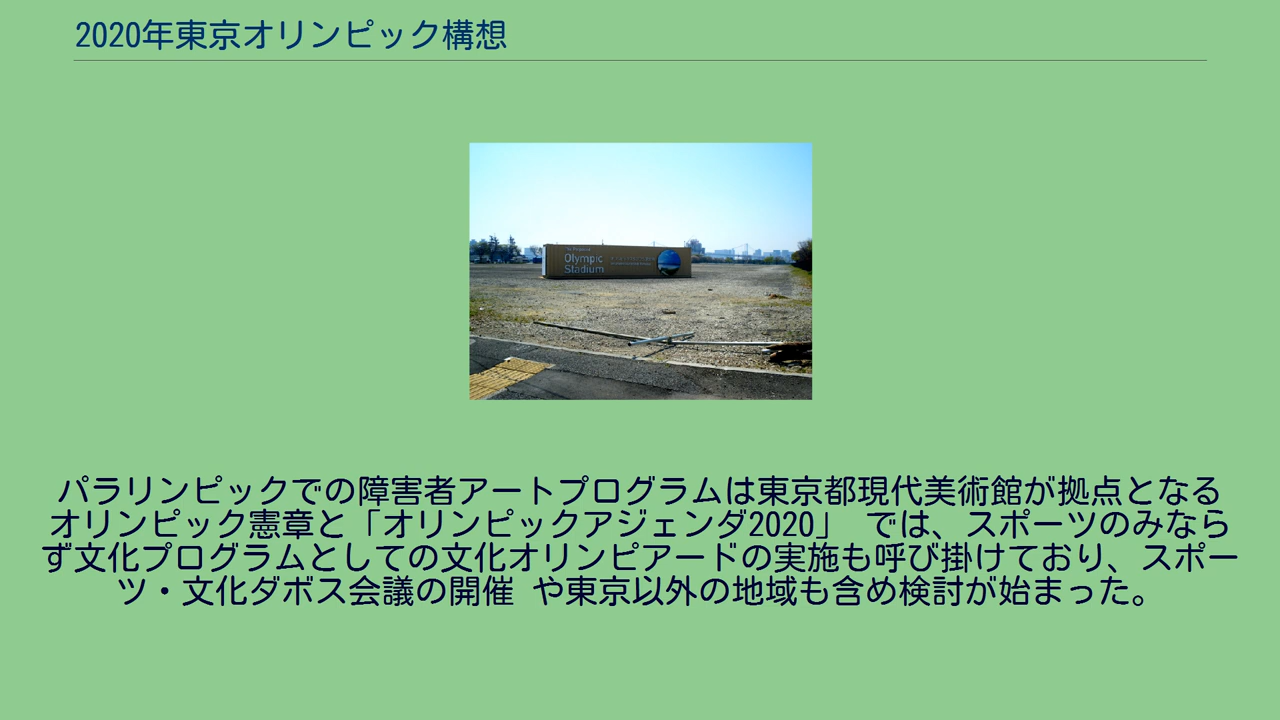 2020年東京オリンピック構想
Olympic
Stadium
パラリンピックでの障害者アートプログラムは東京都現代美術館が拠点となる
オリンピック憲章と「オリンピックアジェンダ2020」 では、スポーツのみなら
ず文化プログラムとしての文化オリンピアードの実施も呼び掛けており、スポー
ツ・文化ダボス会議の開催 や東京以外の地域も含め検討が始まった。